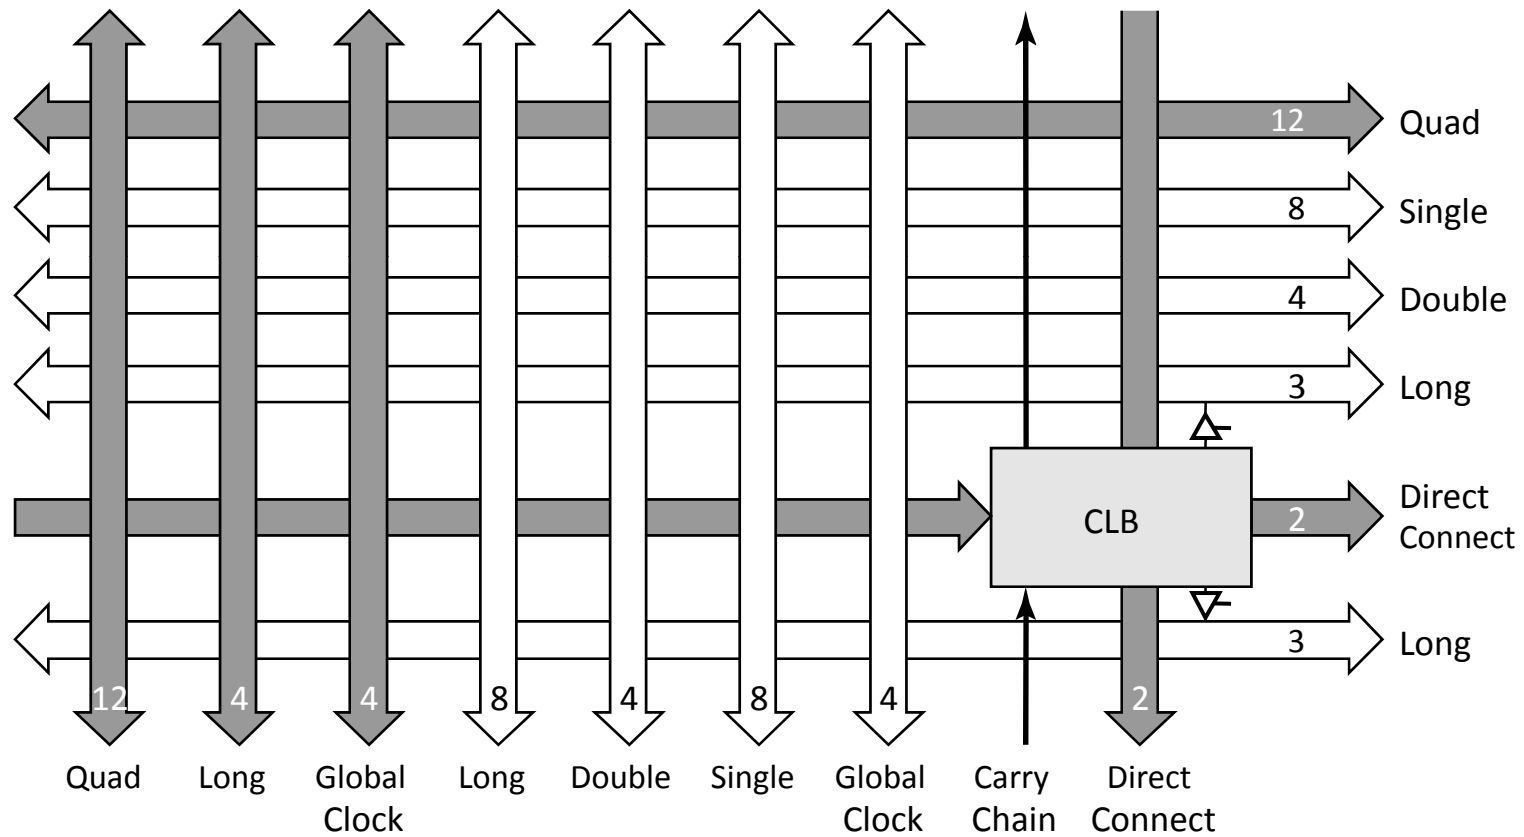 12 Quad
8 Single
4 Double
3 Long
Direct
CLB 2 Connect
3 Long
12 4 4 8 4 8 4 2
Quad Long Global Long Double Single Global Carry Direct
Clock Clock Chain Connect